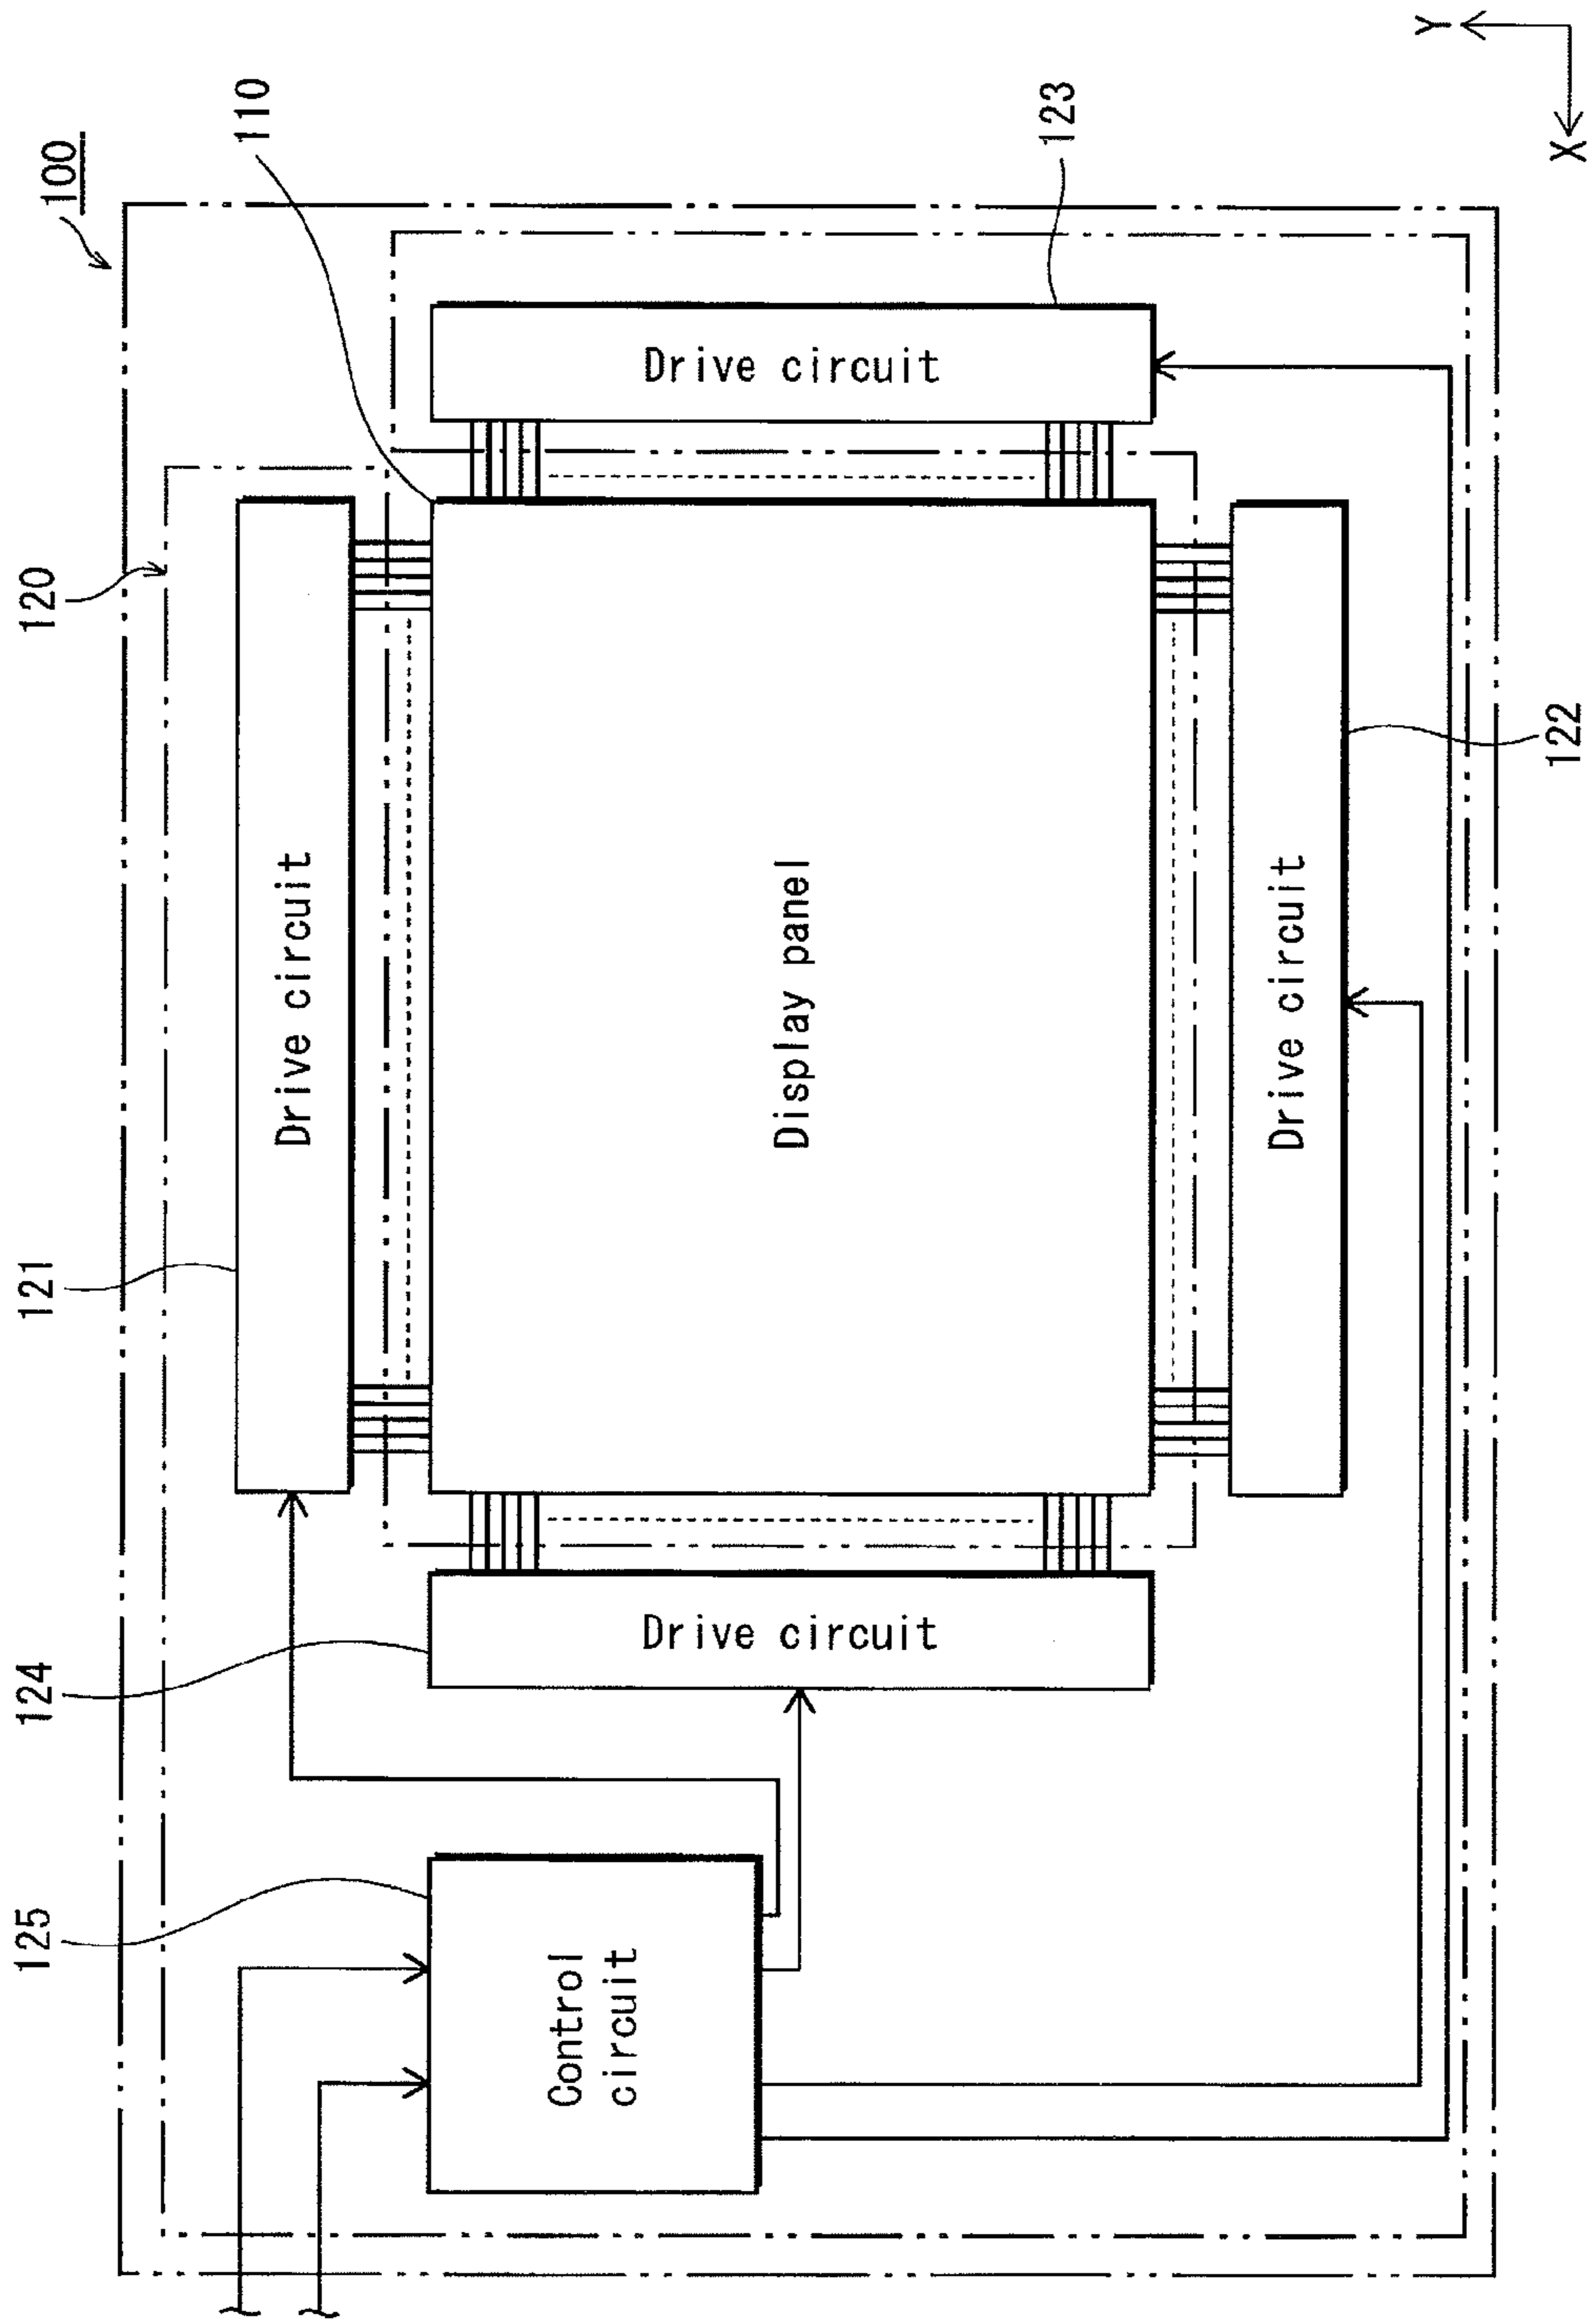 100
110
120
121
124
125
123
122
Drive circuit
Drive circuit
Display panel
Drive circuit
Drive circuit
Control
circuit
Y
X